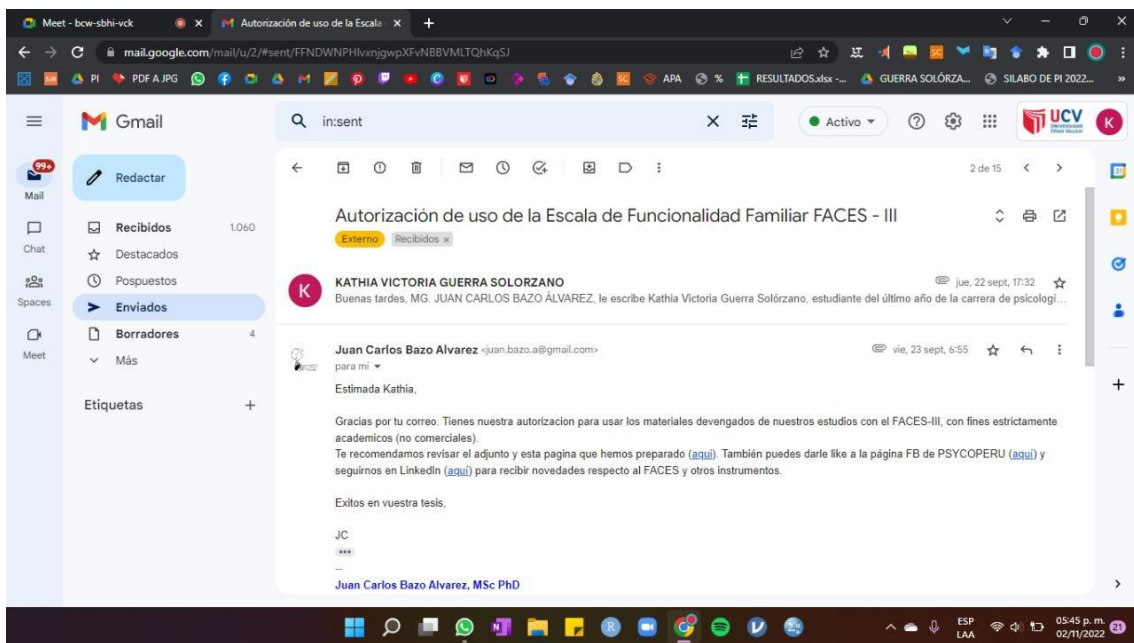 Meet - bcw-sbhi-vck
Autorización de uso de la Escala
mail.google.com/mail/u/2/#sent/FFNDWNPHlvxnjgwpXFvNBBVMLTQhKqSJ
PI
PDF A JPG
APA
RESULTADOS.xlsx -...
GUERRA SOLÓRZA...
SILABO DE PI 2022...
Gmail
in:sent
Activo
UCV
K
99+
Mail
Chat
Spaces
Meet
Redactar
Recibidos 1.060
Destacados
Pospuestos
Enviados
Borradores 4
Más
Etiquetas
2 de 15
Autorización de uso de la Escala de Funcionalidad Familiar FACES - III
Externo Recibidos x
K
KATHIA VICTORIA GUERRA SOLORZANO jue, 22 sept, 17:32
Buenas tardes, MG. JUAN CARLOS BAZO ÁLVAREZ, le escribe Kathia Victoria Guerra Solórzano, estudiante del último año de la carrera de psicologí...
Juan Carlos Bazo Alvarez <juan.bazo.a@gmail.com> vie, 23 sept, 6:55
para mí
Estimada Kathia,
Gracias por tu correo. Tienes nuestra autorizacion para usar los materiales devengados de nuestros estudios con el FACES-III, con fines estrictamente
academicos (no comerciales).
Te recomendamos revisar el adjunto y esta pagina que hemos preparado (aquí). También puedes darle like a la página FB de PSYCOPERU (aquí) y
seguirnos en LinkedIn (aquí) para recibir novedades respecto al FACES y otros instrumentos.
Exitos en vuestra tesis,
JC
...
--
Juan Carlos Bazo Alvarez, MSc PhD
ESP
LAA
05:45 p. m.
02/11/2022
21